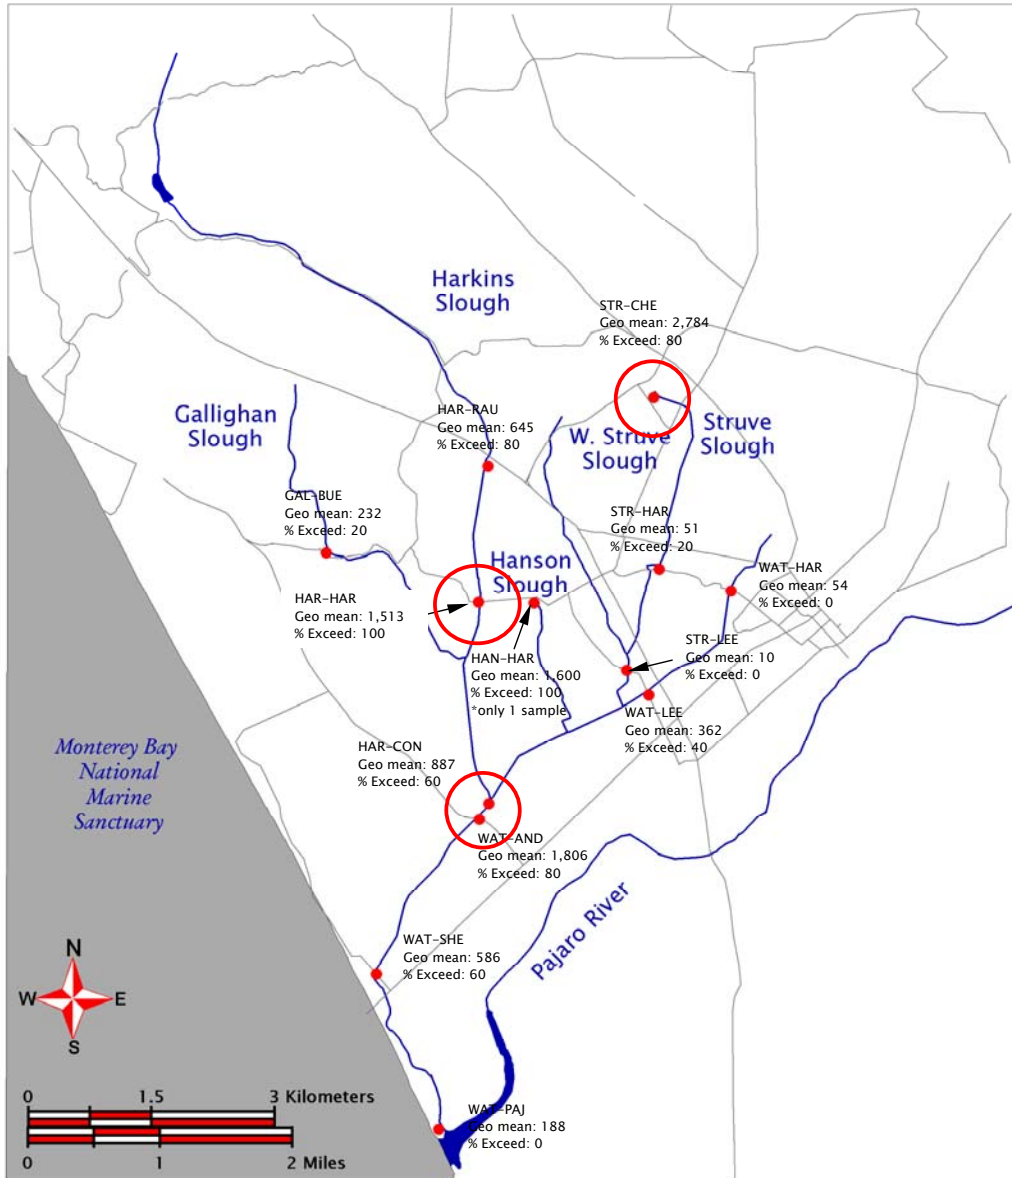 Harkins
Slough
STR-CHE
Geo mean: 2,784
% Exceed: 80
Gallighan
Slough
HAR-RAU
Geo mean: 645
% Exceed: 80
W. Struve
Slough
Struve
Slough
GAL-BUE
Geo mean: 232
% Exceed: 20
STR-HAR
Geo mean: 51
% Exceed: 20
Hanson
Slough
WAT-HAR
Geo mean: 54
% Exceed: 0
HAR-HAR
Geo mean: 1,513
% Exceed: 100
STR-LEE
Geo mean: 10
% Exceed: 0
HAN-HAR
Geo mean: 1,600
% Exceed: 100
*only 1 sample
WAT-LEE
Geo mean: 362
% Exceed: 40
HAR-CON
Geo mean: 887
% Exceed: 60
Monterey Bay
National
Marine
Sanctuary
WAT-AND
Geo mean: 1,806
% Exceed: 80
Pajaro River
WAT-SHE
Geo mean: 586
% Exceed: 60
N
W E
S
0 1.5 3 Kilometers
0 1 2 Miles
WAT-PAJ
Geo mean: 188
% Exceed: 0